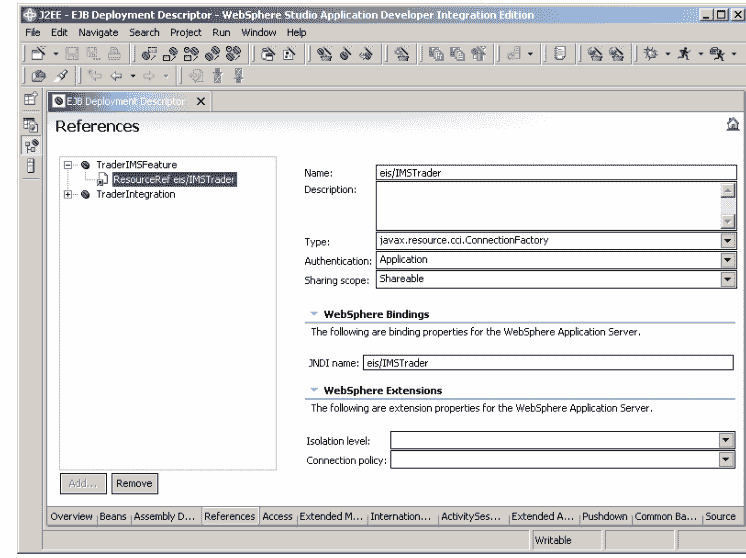 J2EE - EJB Deployment Descriptor - WebSphere Studio Application Developer Integration Edition
File Edit Navigate Search Project Run Window Help
EJB Deployment Descriptor X
References
TraderIMSFeature
ResourceRef eis/IMSTrader
TraderIntegration
Name: eis/IMSTrader
Description:
Type: javax.resource.cci.ConnectionFactory
Authentication: Application
Sharing scope: Shareable
WebSphere Bindings
The following are binding properties for the WebSphere Application Server.
JNDI name: eis/IMSTrader
WebSphere Extensions
The following are extension properties for the WebSphere Application Server.
Isolation level:
Connection policy:
Add... Remove
Overview Beans Assembly D... References Access Extended M... Internation... ActivitySes... Extended A... Pushdown Common Ba... Source
Writable